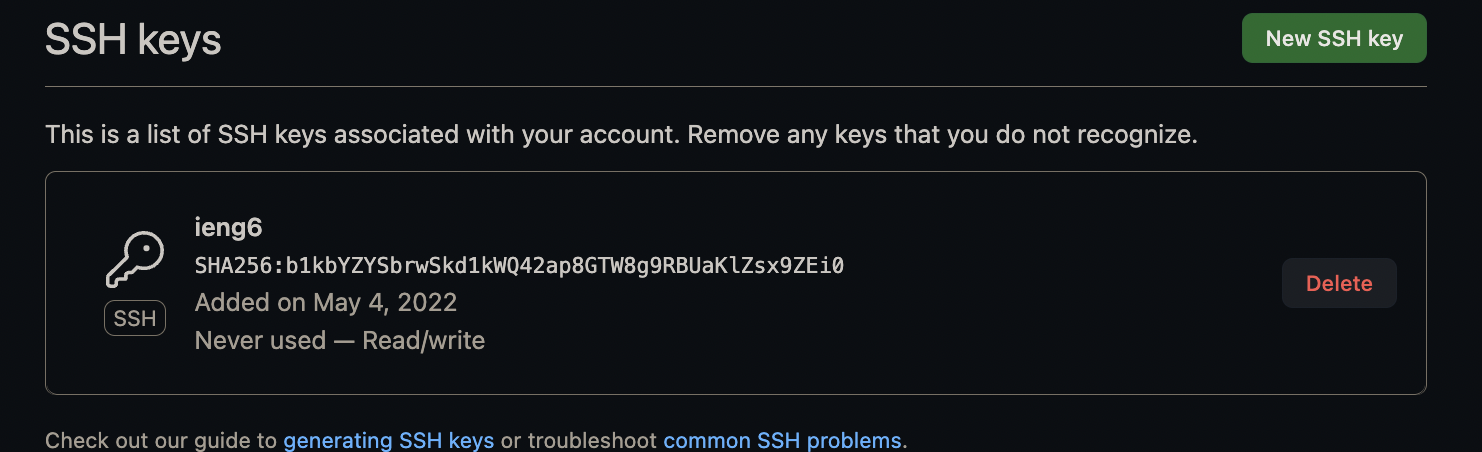 SSH keys
New SSH key
This is a list of SSH keys associated with your account. Remove any keys that you do not recognize.
ieng6
SHA256:b1kbYZYSbrwSkd1kWQ42ap8GTW8g9RBUaKlZsx9ZEi0
Added on May 4, 2022
Never used — Read/write
SSH
Delete
Check out our guide to generating SSH keys or troubleshoot common SSH problems.